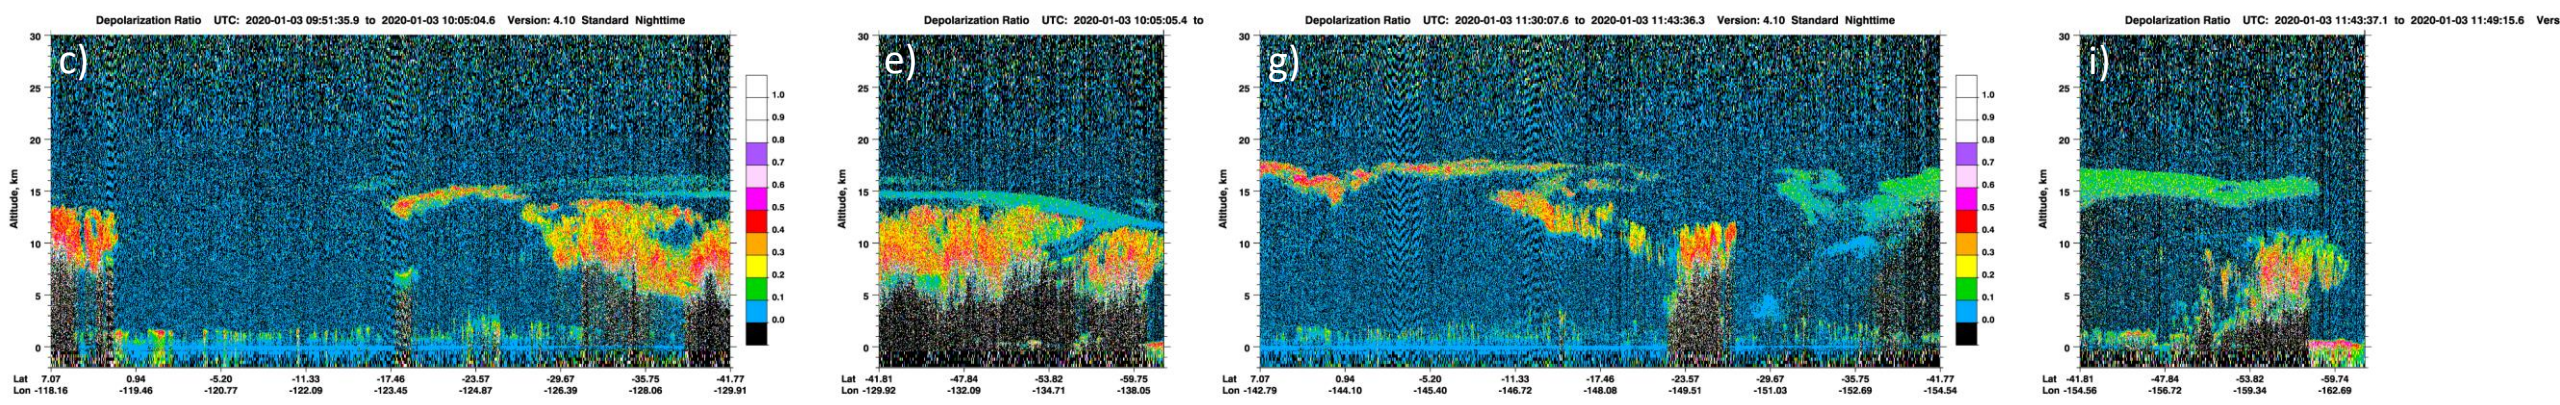 Depolarization Ratio UTC: 2020-01-03 09:51:35.9 to 2020-01-03 10:05:04.6 Version: 4.10 Standard Nighttime
c)
30
25
20
15
10
5
0
Altitude, km
1.0
0.9
0.8
0.7
0.6
0.5
0.4
0.3
0.2
0.1
0.0
Lat 7.07 0.94 -5.20 -11.33 -17.46 -23.57 -29.67 -35.75 -41.77
Lon -118.16 -119.46 -120.77 -122.09 -123.45 -124.87 -126.39 -128.06 -129.91
Depolarization Ratio UTC: 2020-01-03 10:05:05.4 to
e)
30
25
20
15
10
5
0
Altitude, km
Lat -41.81 -47.84 -53.82 -59.75
Lon -129.92 -132.09 -134.71 -138.05
Depolarization Ratio UTC: 2020-01-03 11:30:07.6 to 2020-01-03 11:43:36.3 Version: 4.10 Standard Nighttime
g)
30
25
20
15
10
5
0
Altitude, km
1.0
0.9
0.8
0.7
0.6
0.5
0.4
0.3
0.2
0.1
0.0
Lat 7.07 0.94 -5.20 -11.33 -17.46 -23.57 -29.67 -35.75 -41.77
Lon -142.79 -144.10 -145.40 -146.72 -148.08 -149.51 -151.03 -152.69 -154.54
Depolarization Ratio UTC: 2020-01-03 11:43:37.1 to 2020-01-03 11:49:15.6 Vers
i)
30
25
20
15
10
5
0
Altitude, km
Lat -41.81 -47.84 -53.82 -59.74
Lon -154.56 -156.72 -159.34 -162.69